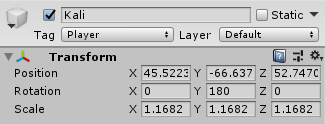 Kali Static
Tag Player Layer Default
Transform
Position X 45.5223 Y -66.637 Z 52.7470
Rotation X 0 Y 180 Z 0
Scale X 1.1682 Y 1.1682 Z 1.1682